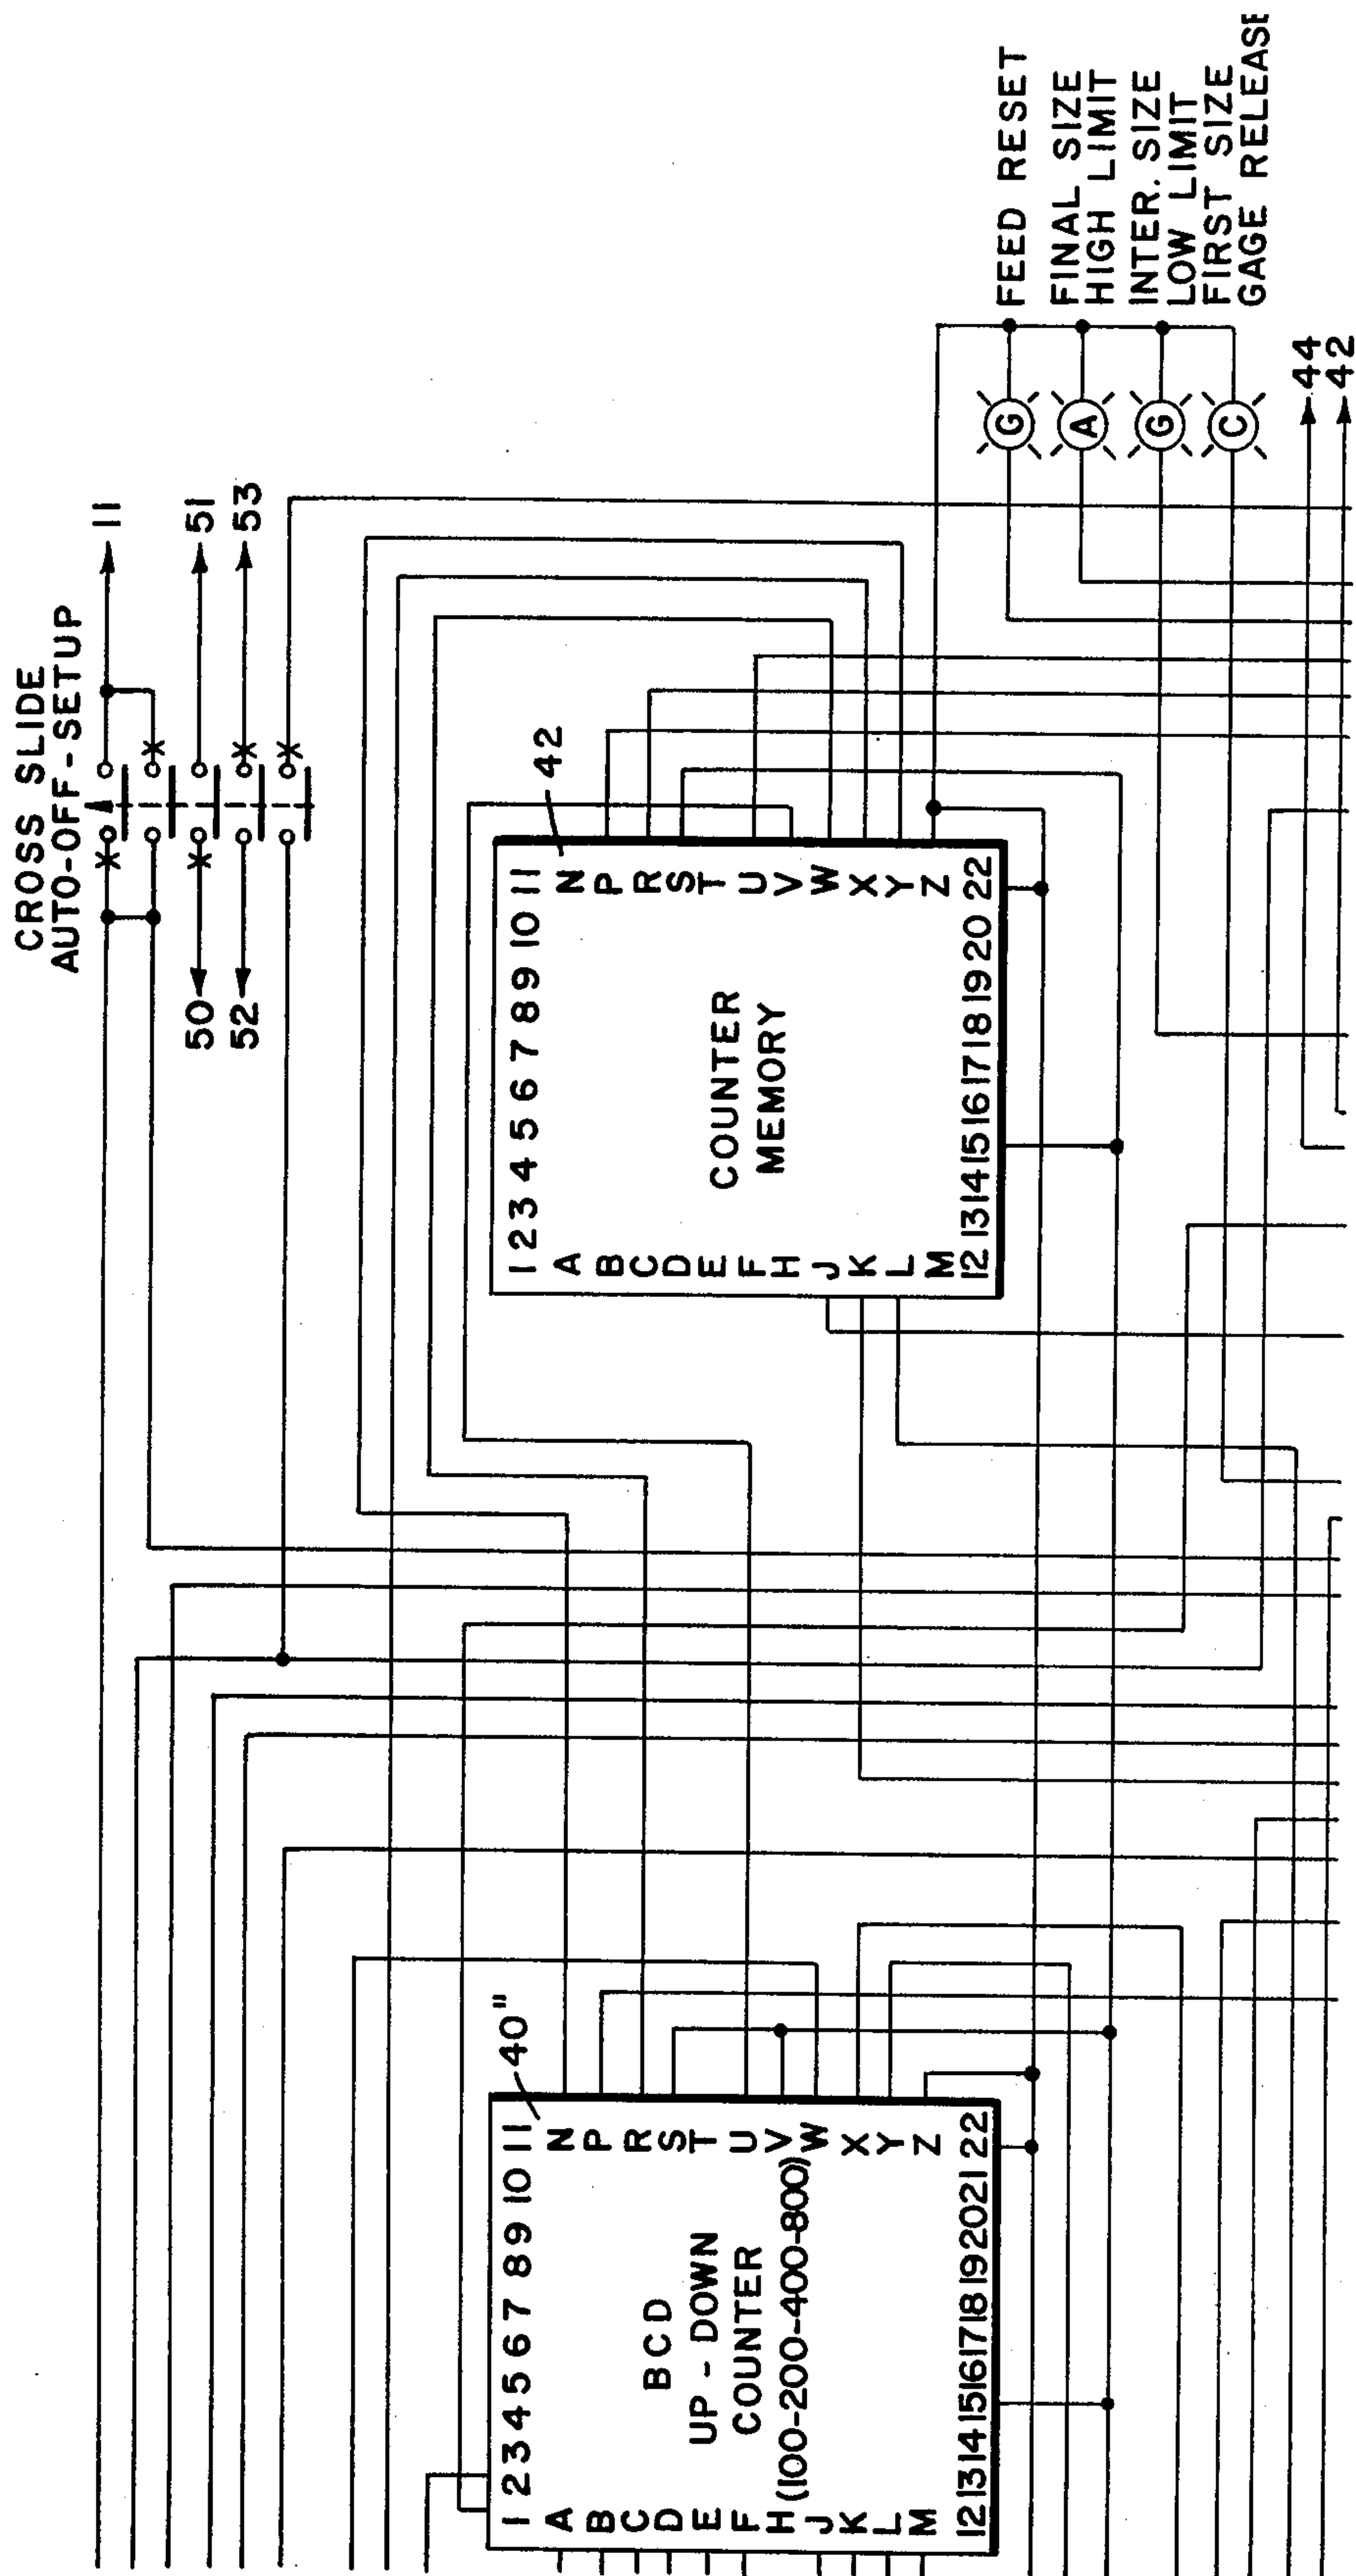 CROSS SLIDE
AUTO-OFF-SETUP
11
50
51
52
53
40"
1 2 3 4 5 6 7 8 9 10 11
A
B
C
D
E
F
H
J
K
L
M
N
P
R
S
T
U
V
W
X
Y
Z
BCD
UP-DOWN
COUNTER
(100-200-400-800)
12 13 14 15 16 17 18 19 20 21 22
42
1 2 3 4 5 6 7 8 9 10 11
A
B
C
D
E
F
H
J
K
L
M
N
P
R
S
T
U
V
W
X
Y
Z
COUNTER
MEMORY
12 13 14 15 16 17 18 19 20 22
G
A
G
C
FEED RESET
FINAL SIZE
HIGH LIMIT
INTER. SIZE
LOW LIMIT
FIRST SIZE
GAGE RELEASE
44
42